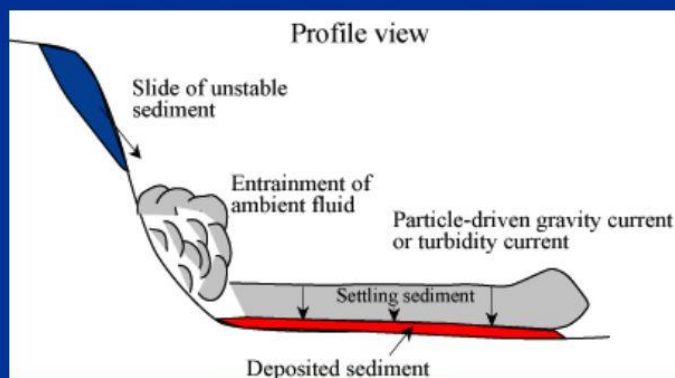 Profile view
Slide of unstable
sediment
Entrainment of
ambient fluid
Particle-driven gravity current
or turbidity current
Settling sediment
Deposited sediment